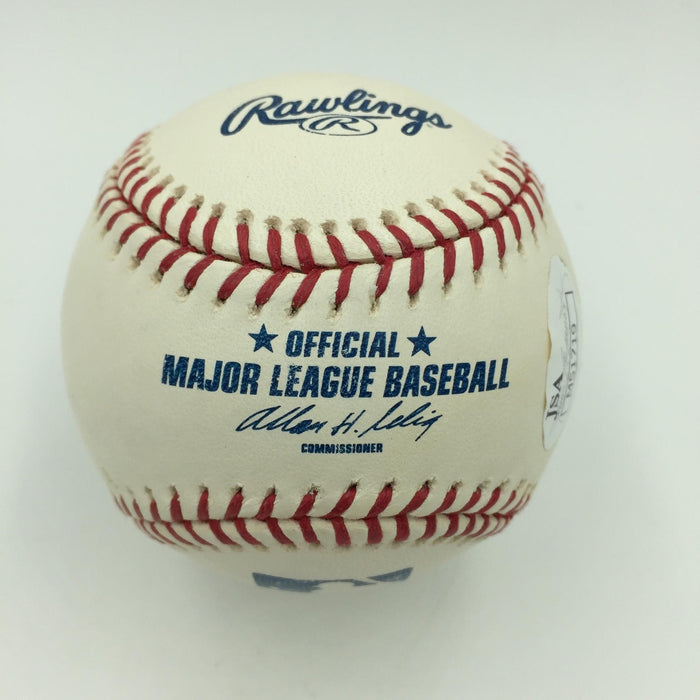 Rawlings
R
★ OFFICIAL ★
MAJOR LEAGUE BASEBALL
Allan H. Selig
COMMISSIONER
JSA